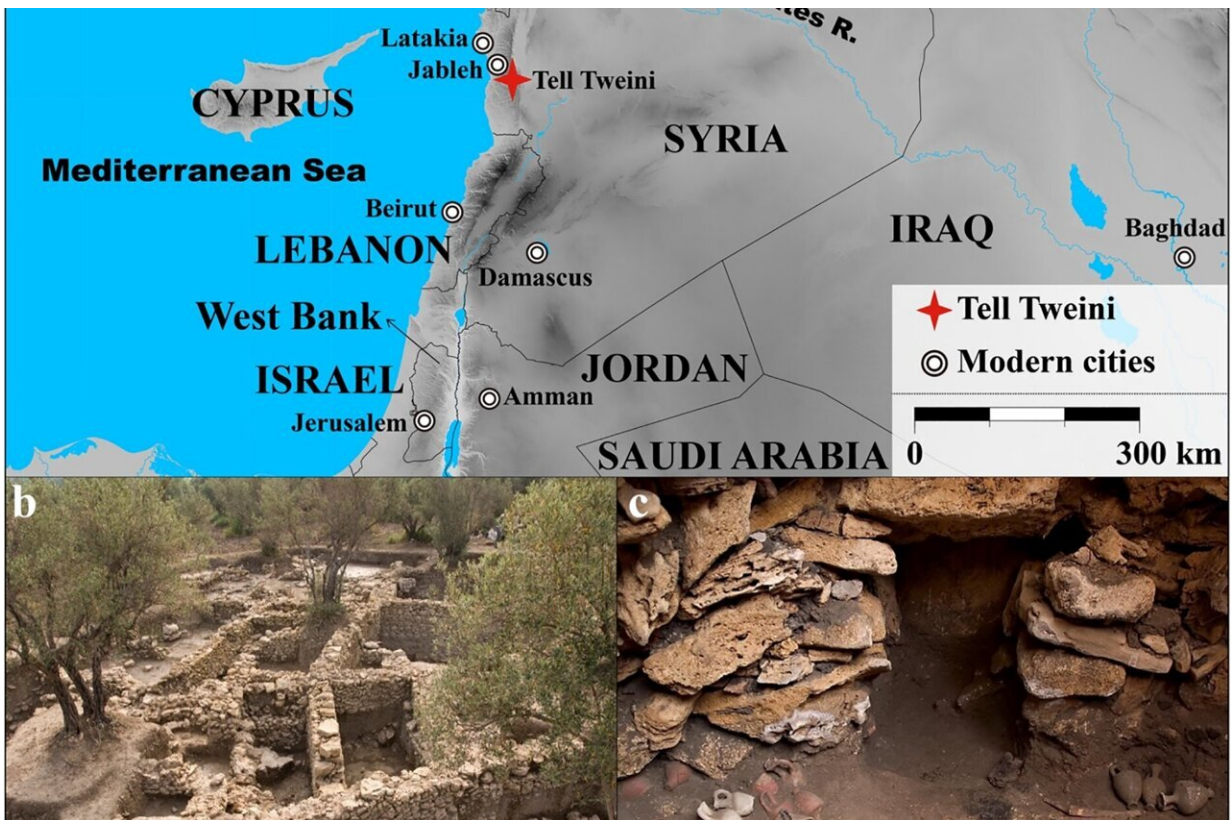 tes R.
Latakia
Jableh
Tell Tweini
CYPRUS
SYRIA
Mediterranean Sea
Beirut
IRAQ
Baghdad
LEBANON
Damascus
West Bank
Tell Tweini
Modern cities
JORDAN
ISRAEL
Amman
Jerusalem
SAUDI ARABIA
0 300 km
b
c